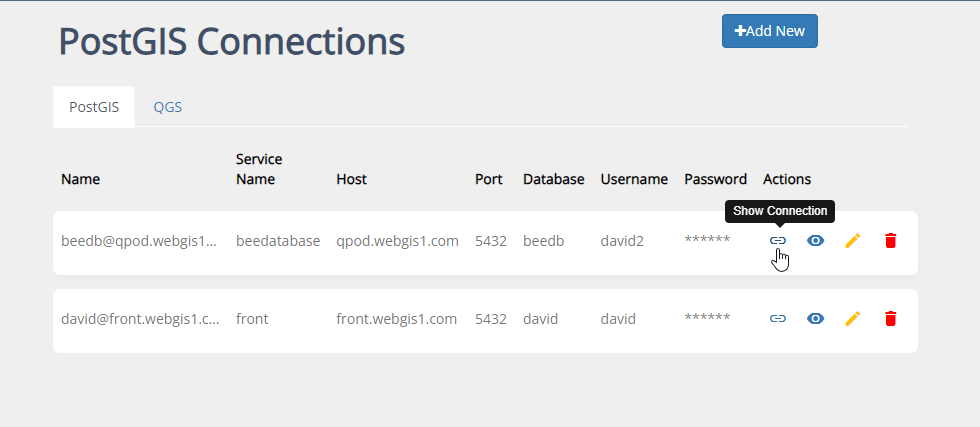 PostGIS Connections
+Add New
PostGIS QGS
Name Service Name Host Port Database Username Password Actions
Show Connection
beedb@qpod.webgis1... beedatabase qpod.webgis1.com 5432 beedb david2 ******
david@front.webgis1.c... front front.webgis1.com 5432 david david ******